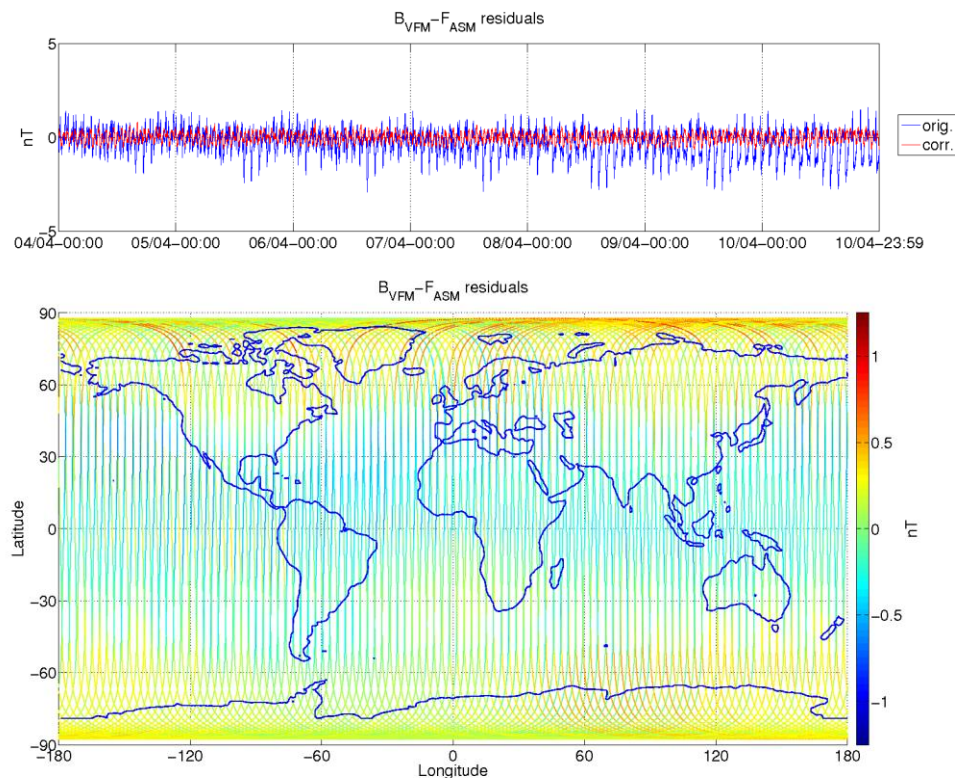 B_VFM−F_ASM residuals
5
0
−5
nT
04/04−00:00 05/04−00:00 06/04−00:00 07/04−00:00 08/04−00:00 09/04−00:00 10/04−00:00 10/04−23:59
orig.
corr.
B_VFM−F_ASM residuals
90
60
30
0
−30
−60
−90
Latitude
−180 −120 −60 0 60 120 180
Longitude
1
0.5
0
−0.5
−1
nT